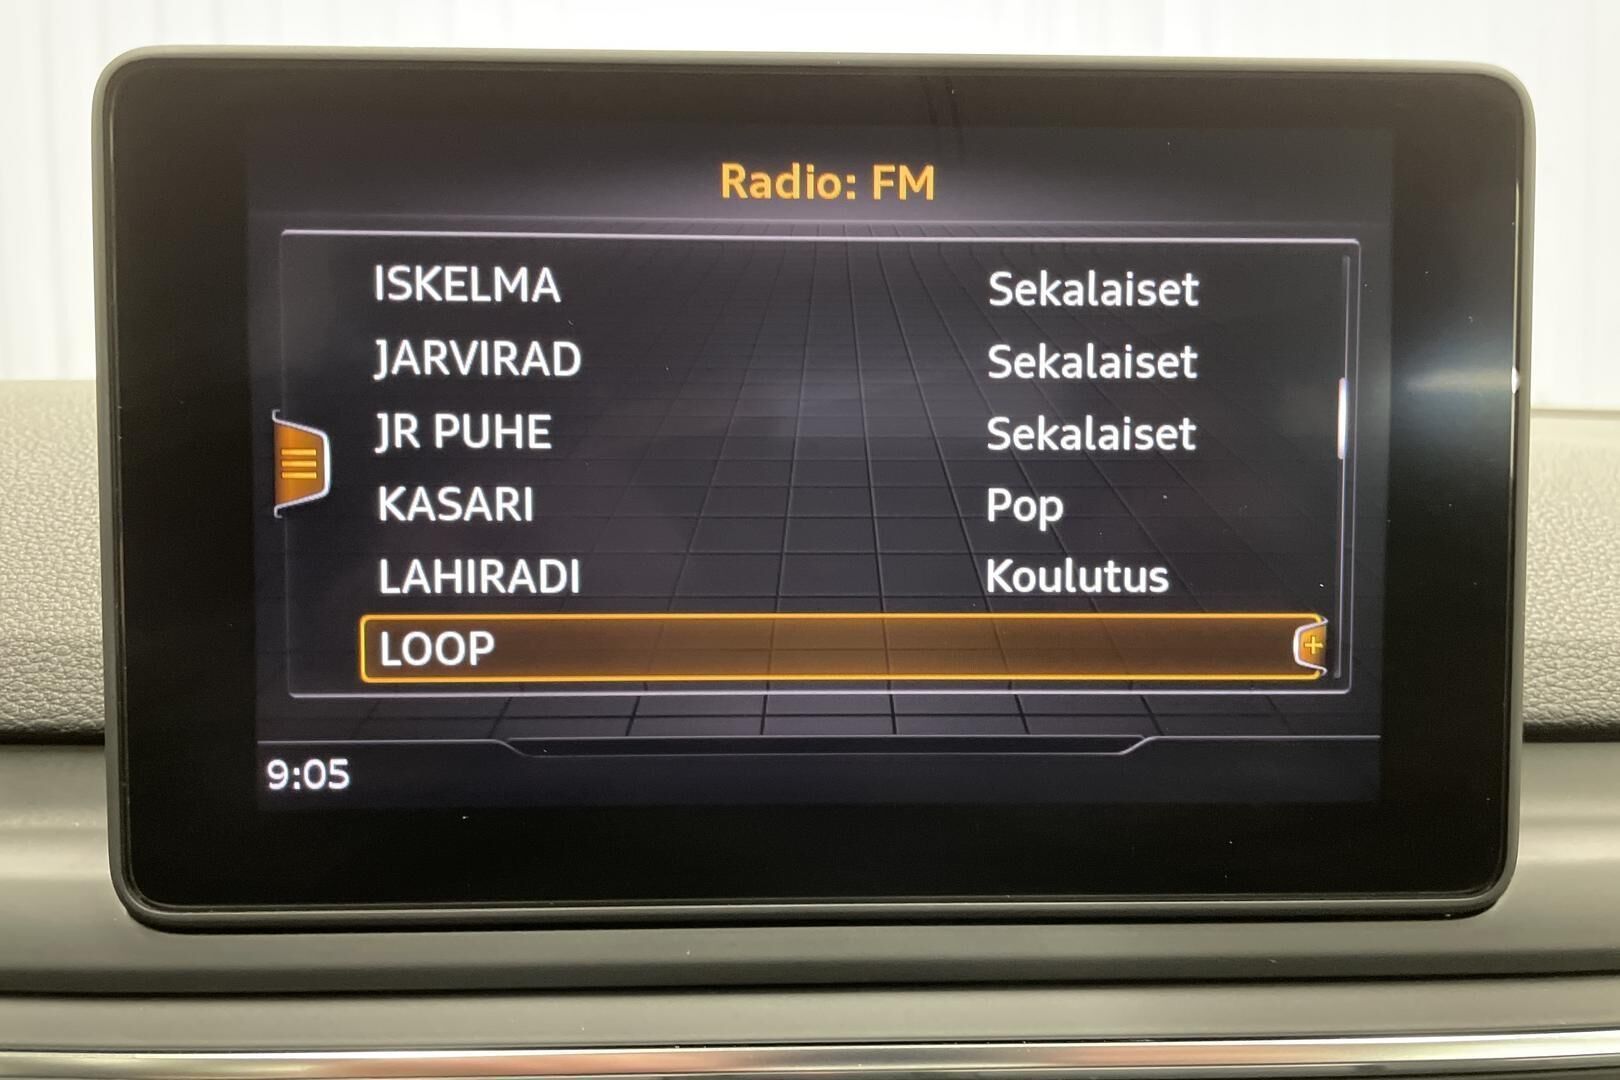 Radio: FM
ISKELMA Sekalaiset
JARVIRAD Sekalaiset
JR PUHE Sekalaiset
KASARI Pop
LAHIRADI Koulutus
LOOP
9:05